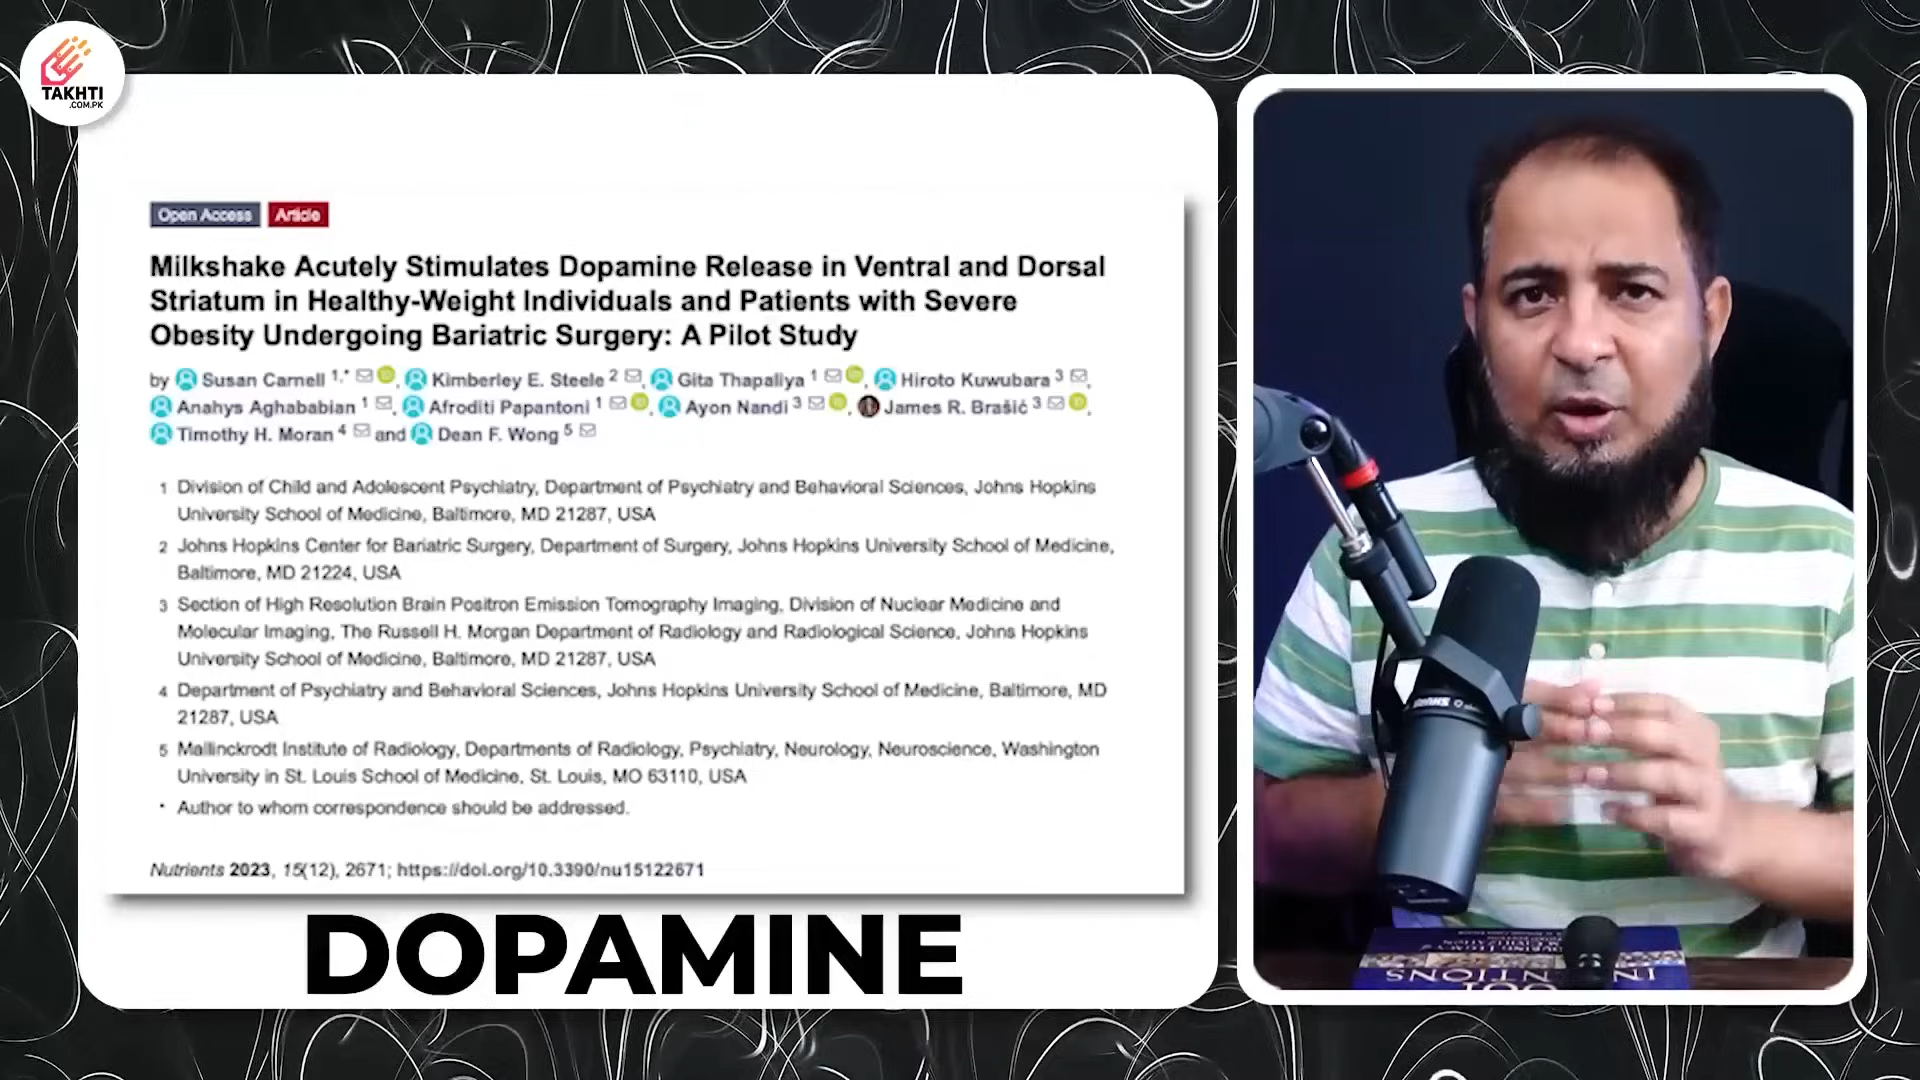 TAKHTI
.COM.PK
Open Access Article
Milkshake Acutely Stimulates Dopamine Release in Ventral and Dorsal
Striatum in Healthy-Weight Individuals and Patients with Severe
Obesity Undergoing Bariatric Surgery: A Pilot Study
by Susan Carnell 1,* , Kimberley E. Steele 2 , Gita Thapaliya 1 , Hiroto Kuwubara 3 ,
Anahys Aghababian 1 , Afroditi Papantoni 1 , Ayon Nandi 3 , James R. Brašić 3 ,
Timothy H. Moran 4 and Dean F. Wong 5
1 Division of Child and Adolescent Psychiatry, Department of Psychiatry and Behavioral Sciences, Johns Hopkins
University School of Medicine, Baltimore, MD 21287, USA
2 Johns Hopkins Center for Bariatric Surgery, Department of Surgery, Johns Hopkins University School of Medicine,
Baltimore, MD 21224, USA
3 Section of High Resolution Brain Positron Emission Tomography Imaging, Division of Nuclear Medicine and
Molecular Imaging, The Russell H. Morgan Department of Radiology and Radiological Science, Johns Hopkins
University School of Medicine, Baltimore, MD 21287, USA
4 Department of Psychiatry and Behavioral Sciences, Johns Hopkins University School of Medicine, Baltimore, MD
21287, USA
5 Mallinckrodt Institute of Radiology, Departments of Radiology, Psychiatry, Neurology, Neuroscience, Washington
University in St. Louis School of Medicine, St. Louis, MO 63110, USA
* Author to whom correspondence should be addressed.
Nutrients 2023, 15(12), 2671; https://doi.org/10.3390/nu15122671
DOPAMINE
SHURE